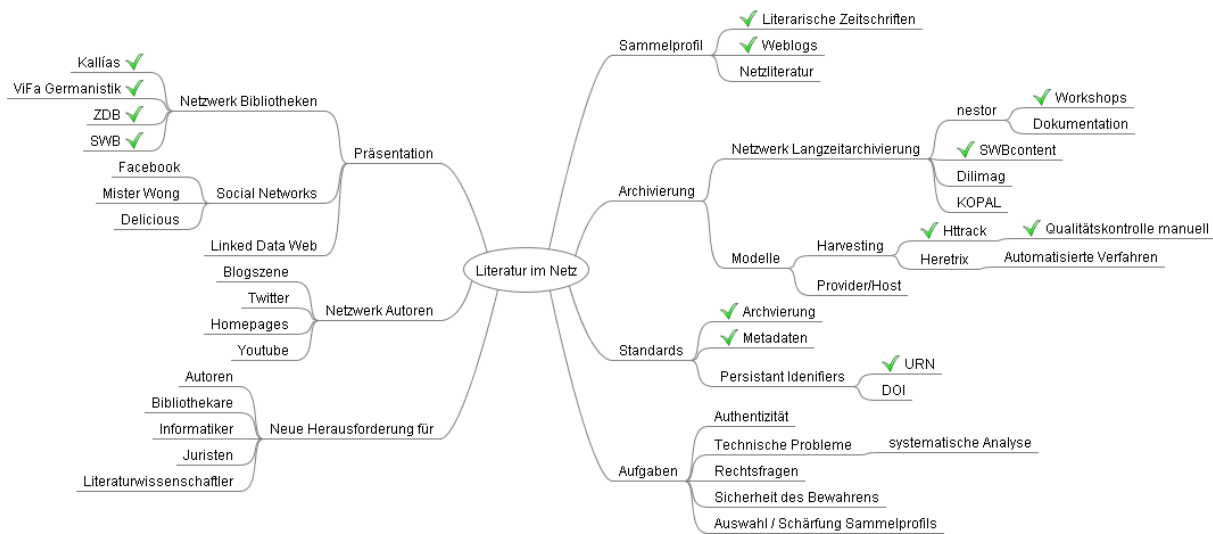 Literatur im Netz
Präsentation
Netzwerk Bibliotheken
Kallías
ViFa Germanistik
ZDB
SWB
Social Networks
Facebook
Mister Wong
Delicious
Linked Data Web
Netzwerk Autoren
Blogszene
Twitter
Homepages
Youtube
Neue Herausforderung für
Autoren
Bibliothekare
Informatiker
Juristen
Literaturwissenschaftler
Sammelprofil
Literarische Zeitschriften
Weblogs
Netzliteratur
Archivierung
Netzwerk Langzeitarchivierung
nestor
Workshops
Dokumentation
SWBcontent
Dilimag
KOPAL
Modelle
Harvesting
Httrack
Qualitätskontrolle manuell
Heretrix
Automatisierte Verfahren
Provider/Host
Standards
Archvierung
Metadaten
Persistant Idenifiers
URN
DOI
Aufgaben
Authentizität
Technische Probleme
systematische Analyse
Rechtsfragen
Sicherheit des Bewahrens
Auswahl / Schärfung Sammelprofils